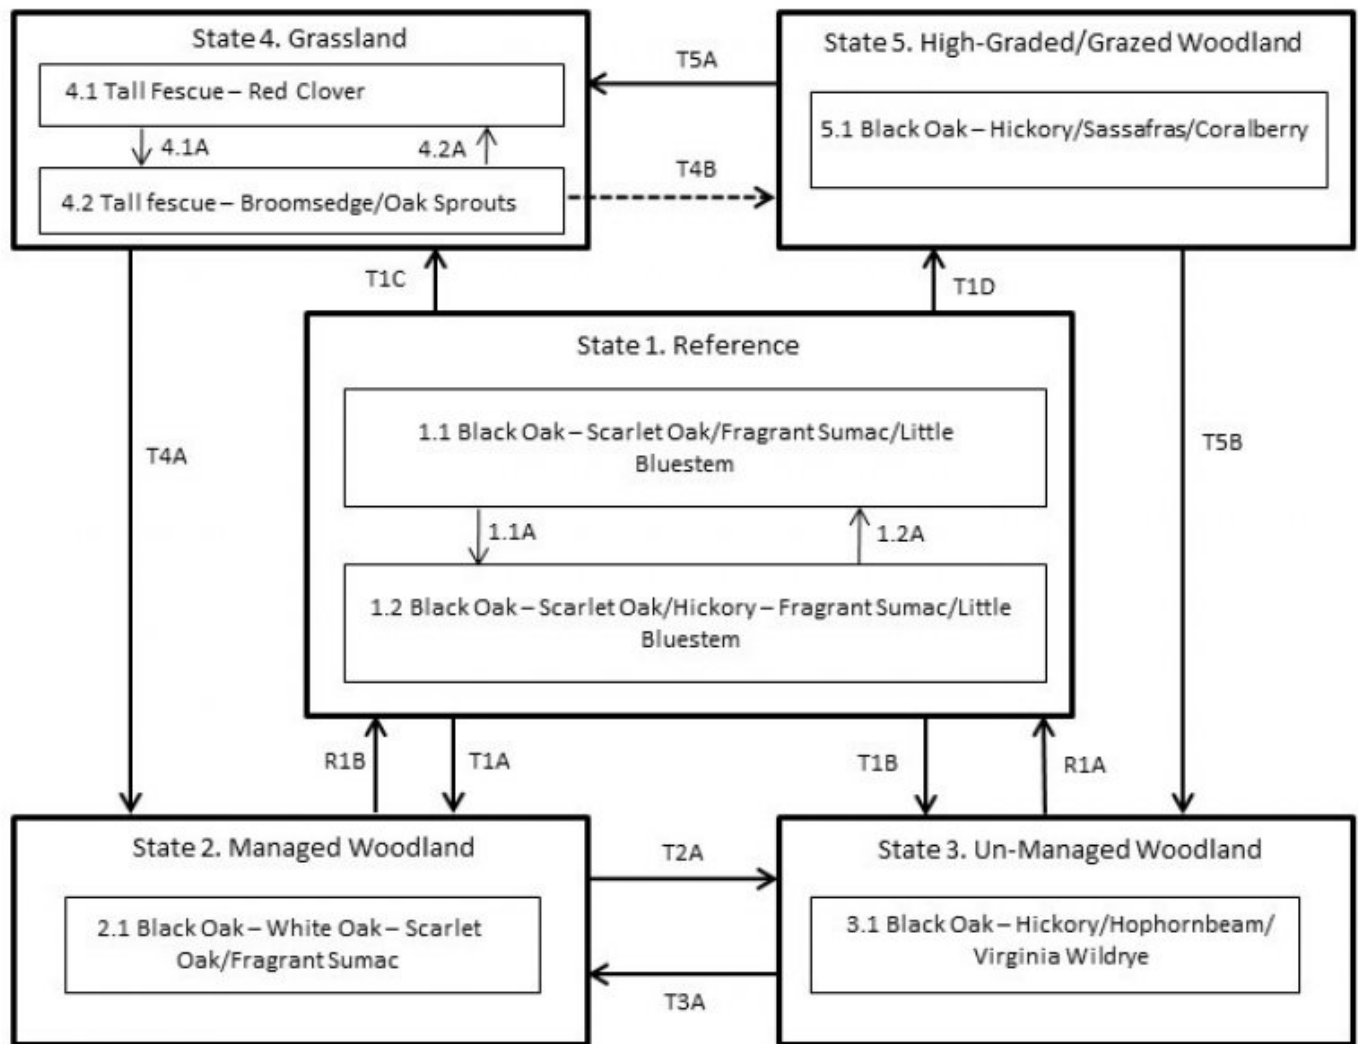 State 4. Grassland
4.1 Tall Fescue – Red Clover
4.1A
4.2A
4.2 Tall fescue – Broomsedge/Oak Sprouts
T5A
T4B
State 5. High-Graded/Grazed Woodland
5.1 Black Oak – Hickory/Sassafras/Coralberry
T1C
T1D
State 1. Reference
1.1 Black Oak – Scarlet Oak/Fragrant Sumac/Little
Bluestem
1.1A
1.2A
1.2 Black Oak – Scarlet Oak/Hickory – Fragrant Sumac/Little
Bluestem
T4A
T5B
R1B
T1A
T1B
R1A
State 2. Managed Woodland
2.1 Black Oak – White Oak – Scarlet
Oak/Fragrant Sumac
T2A
T3A
State 3. Un-Managed Woodland
3.1 Black Oak – Hickory/Hophornbeam/
Virginia Wildrye